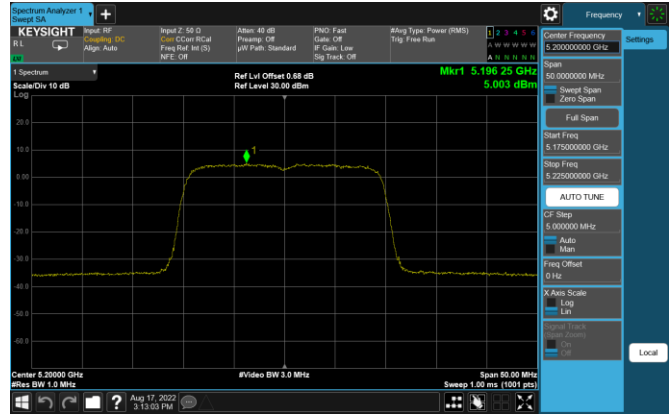 Spectrum Analyzer 1
Swept SA
+
Frequency
KEYSIGHT
RL
Input: RF
Coupling: DC
Align: Auto
Input Z: 50 Ω
Corr CCorr RCal
Freq Ref: Int (S)
NFE: Off
Atten: 40 dB
Preamp: Off
µW Path: Standard
PNO: Fast
Gate: Off
IF Gain: Low
Sig Track: Off
#Avg Type: Power (RMS)
Trig: Free Run
1 2 3 4 5 6
A W W W W W
A N N N N N
1 Spectrum
Scale/Div 10 dB
Log
Ref Lvl Offset 0.68 dB
Ref Level 30.00 dBm
Mkr1 5.196 25 GHz
5.003 dBm
20.0
10.0
0.00
-10.0
-20.0
-30.0
-40.0
-50.0
-60.0
1
Center 5.20000 GHz
#Res BW 1.0 MHz
#Video BW 3.0 MHz
Span 50.00 MHz
Sweep 1.00 ms (1001 pts)
Aug 17, 2022
3:13:03 PM
?
Center Frequency
5.200000000 GHz
Settings
Span
50.0000000 MHz
Swept Span
Zero Span
Full Span
Start Freq
5.175000000 GHz
Stop Freq
5.225000000 GHz
AUTO TUNE
CF Step
5.000000 MHz
Auto
Man
Freq Offset
0 Hz
X Axis Scale
Log
Lin
Signal Track
(Span Zoom)
On
Off
Local